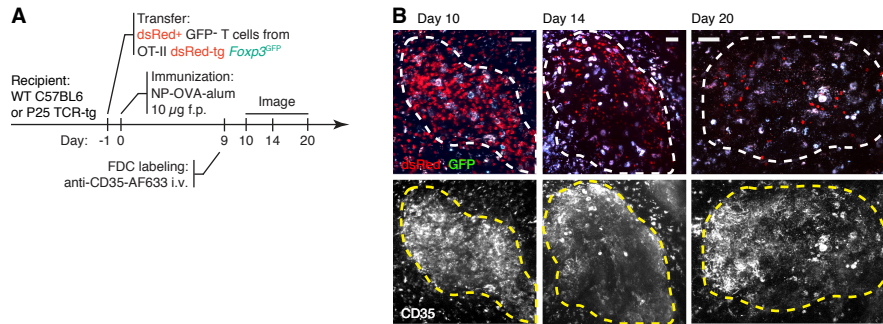 A
Transfer:
dsRed+ GFP- T cells from
OT-II dsRed-tg Foxp3GFP
Recipient:
WT C57BL6
or P25 TCR-tg
Immunization:
NP-OVA-alum
10 µg f.p.
Image
Day: -1 0 9 10 14 20
FDC labeling:
anti-CD35-AF633 i.v.
B
Day 10 Day 14 Day 20
dsRed GFP
CD35